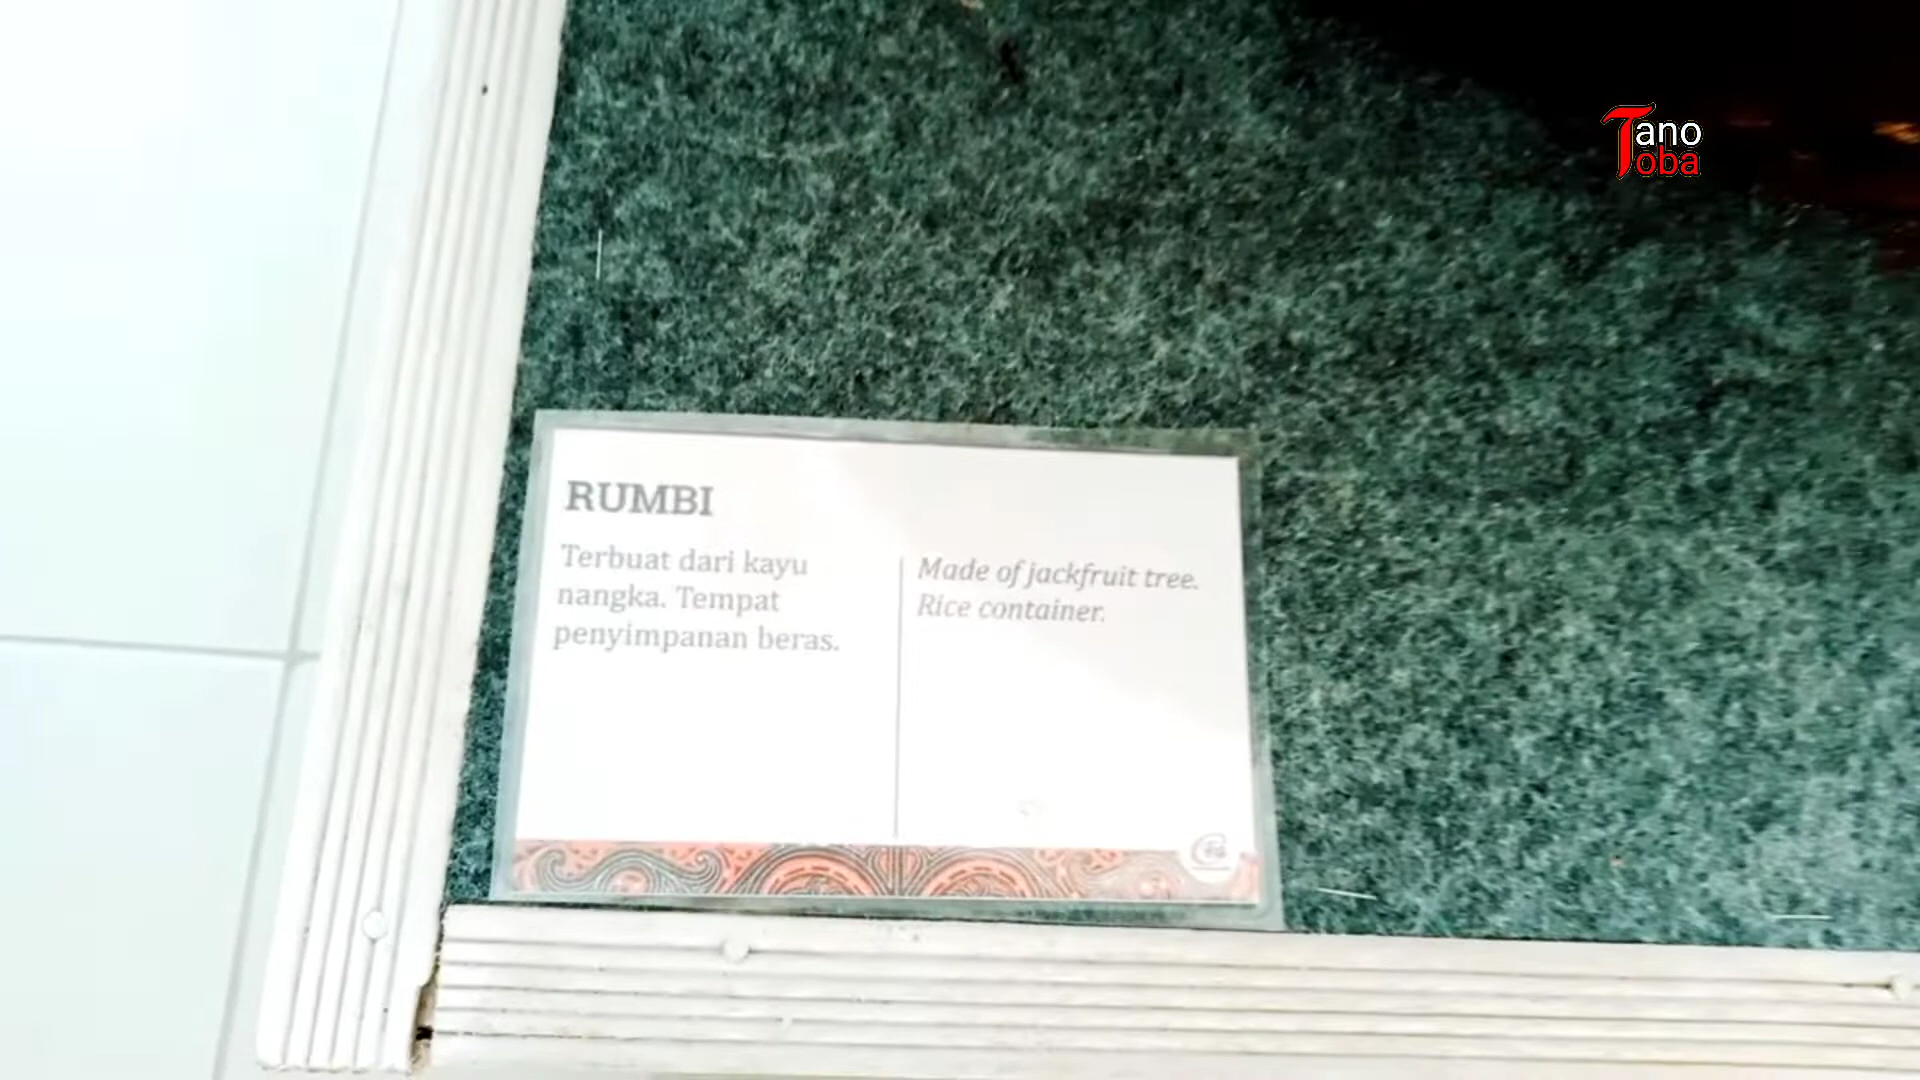 Tano
Toba
RUMBI
Terbuat dari kayu
nangka. Tempat
penyimpanan beras.
Made of jackfruit tree.
Rice container.